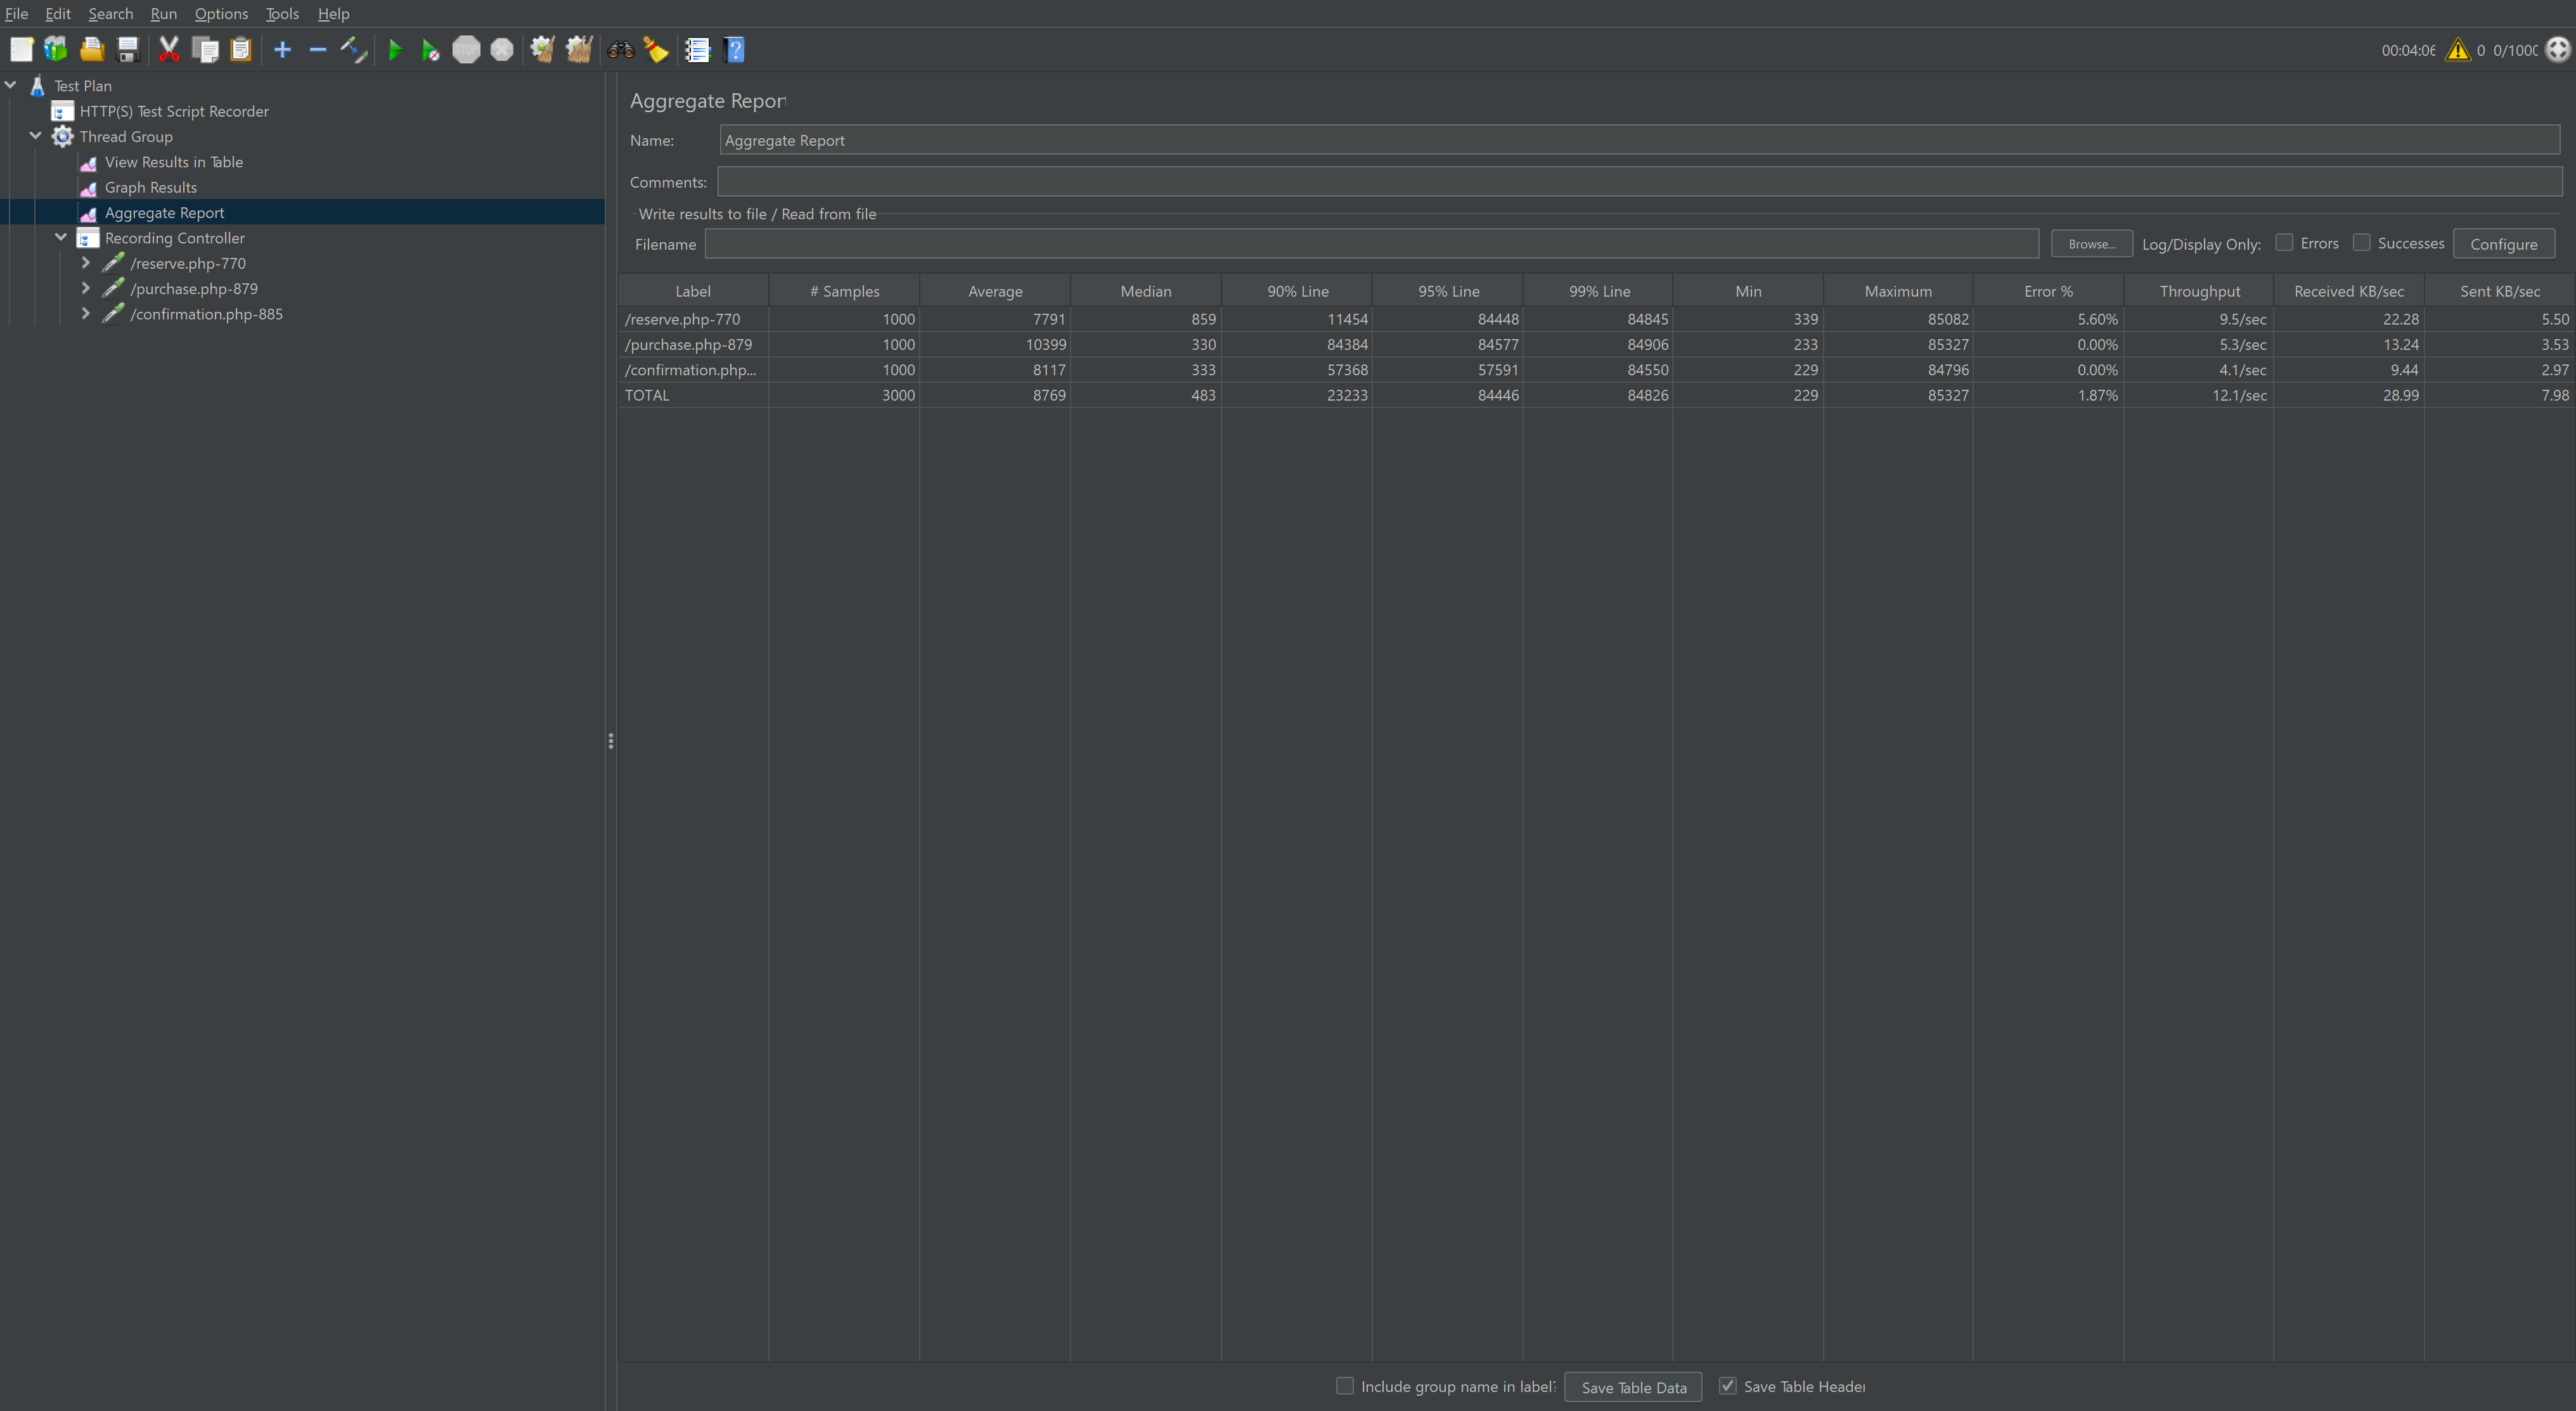 File Edit Search Run Options Tools Help
STOP
00:04:06 0 0/1000
Test Plan
HTTP(S) Test Script Recorder
Thread Group
View Results in Table
Graph Results
Aggregate Report
Recording Controller
/reserve.php-770
/purchase.php-879
/confirmation.php-885
Aggregate Report
Name: Aggregate Report
Comments:
Write results to file / Read from file
Filename Browse... Log/Display Only: Errors Successes Configure
Label # Samples Average Median 90% Line 95% Line 99% Line Min Maximum Error % Throughput Received KB/sec Sent KB/sec
/reserve.php-770 1000 7791 859 11454 84448 84845 339 85082 5.60% 9.5/sec 22.28 5.50
/purchase.php-879 1000 10399 330 84384 84577 84906 233 85327 0.00% 5.3/sec 13.24 3.53
/confirmation.php... 1000 8117 333 57368 57591 84550 229 84796 0.00% 4.1/sec 9.44 2.97
TOTAL 3000 8769 483 23233 84446 84826 229 85327 1.87% 12.1/sec 28.99 7.98
Include group name in label? Save Table Data Save Table Header